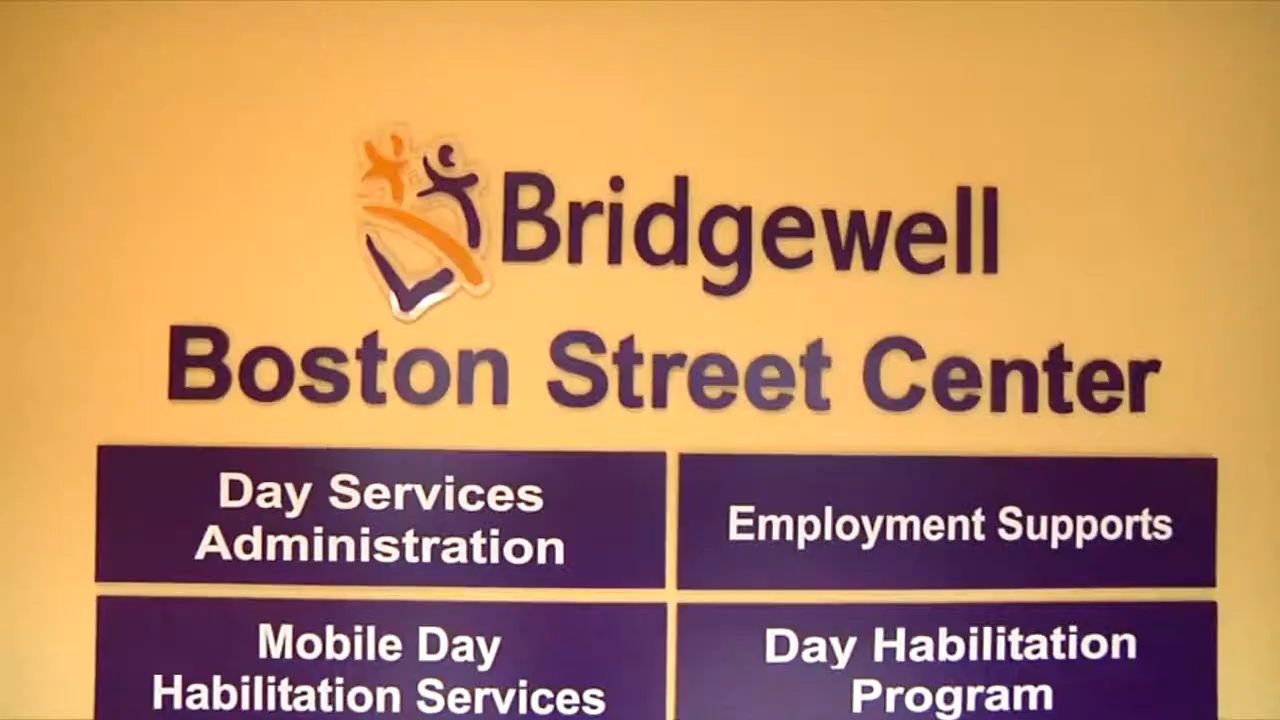 Bridgewell
Boston Street Center
Day Services
Administration
Employment Supports
Mobile Day
Habilitation Services
Day Habilitation
Program